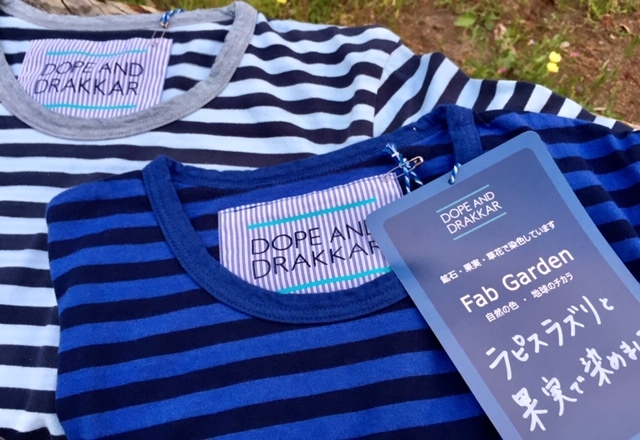 DOPE AND
DRAKKAR
DOPE AND
DRAKKAR
DOPE AND
DRAKKAR
鉱石・果実・草花で染色しています
Fab Garden
自然の色・地球のチカラ
ラピスラズリと
果実で染めま